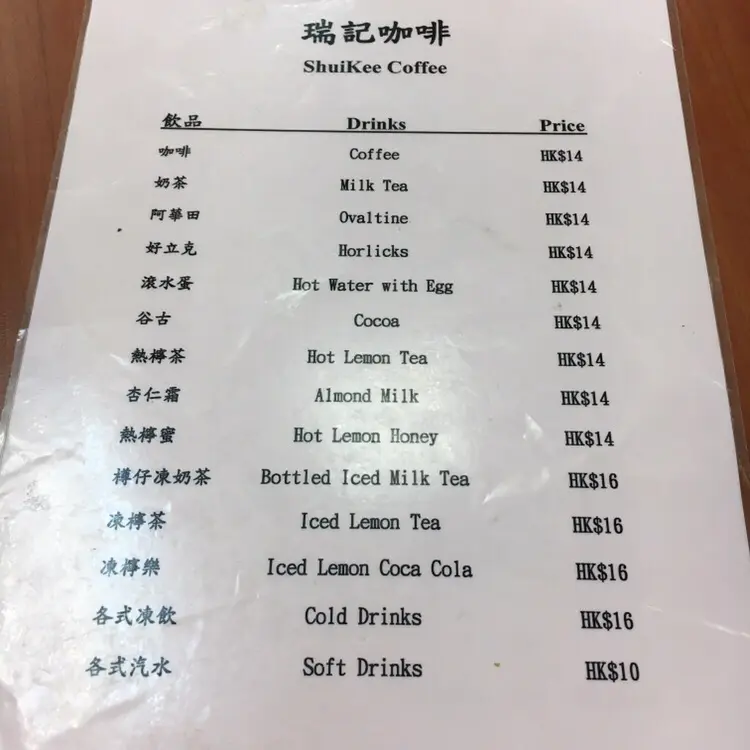 瑞記咖啡
ShuiKee Coffee
飲品 Drinks Price
咖啡 Coffee HK$14
奶茶 Milk Tea HK$14
阿華田 Ovaltine HK$14
好立克 Horlicks HK$14
滾水蛋 Hot Water with Egg HK$14
谷古 Cocoa HK$14
熱檸茶 Hot Lemon Tea HK$14
杏仁霜 Almond Milk HK$14
熱檸蜜 Hot Lemon Honey HK$14
樽仔凍奶茶 Bottled Iced Milk Tea HK$16
凍檸茶 Iced Lemon Tea HK$16
凍檸樂 Iced Lemon Coca Cola HK$16
各式凍飲 Cold Drinks HK$16
各式汽水 Soft Drinks HK$10